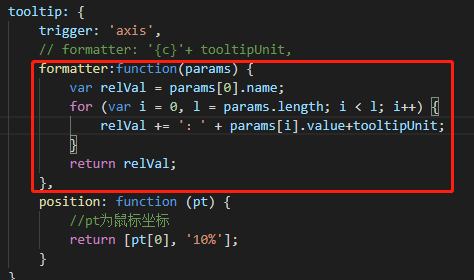 tooltip: {
trigger: 'axis',
// formatter: '{c}'+ tooltipUnit,
formatter:function(params) {
var relVal = params[0].name;
for (var i = 0, l = params.length; i < l; i++) {
relVal += '：' + params[i].value+tooltipUnit;
}
return relVal;
},
position: function (pt) {
//pt为鼠标坐标
return [pt[0], '10%'];
}
}